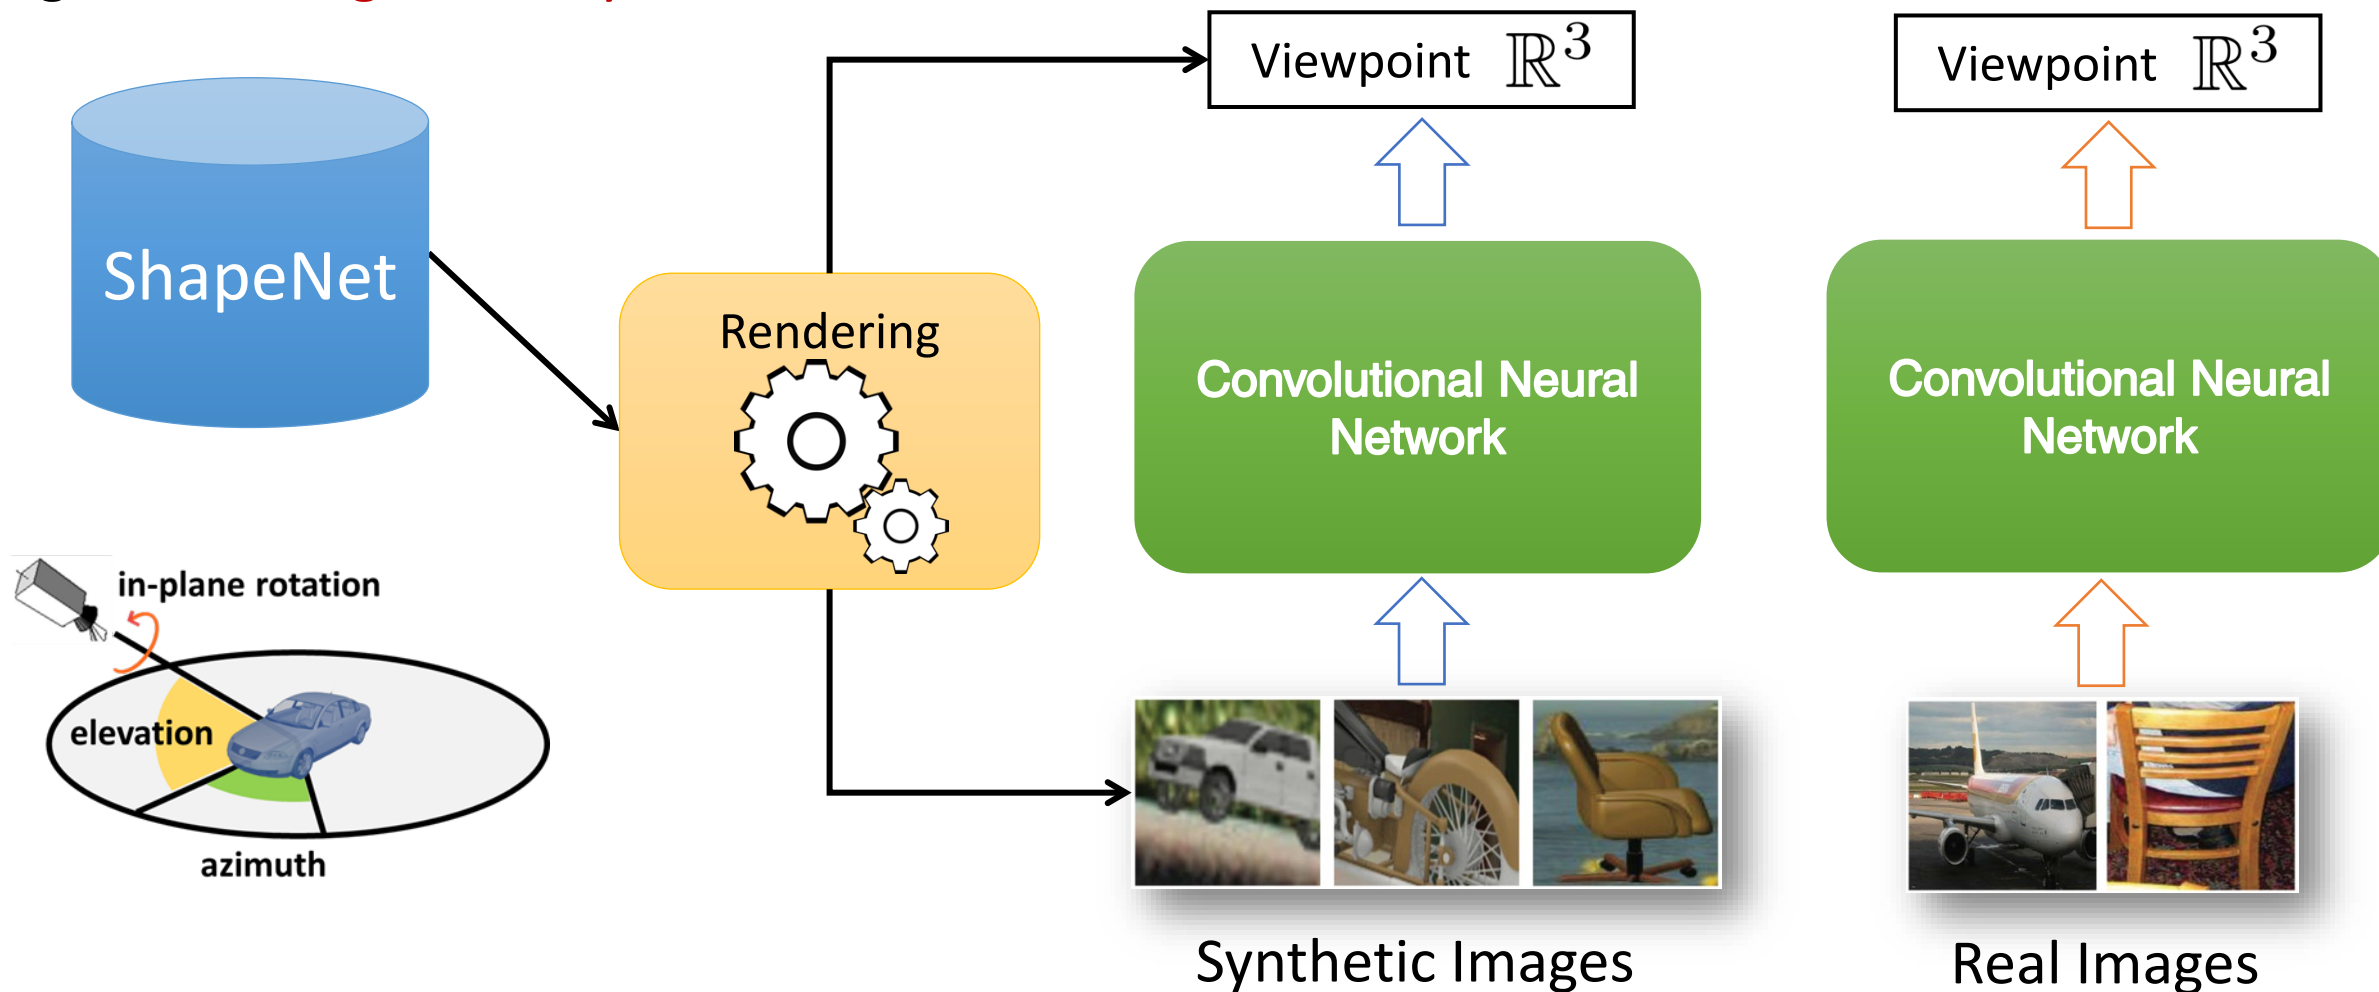 Viewpoint ℝ³
Viewpoint ℝ³
ShapeNet
Rendering
Convolutional Neural
Network
Convolutional Neural
Network
in-plane rotation
elevation
azimuth
Synthetic Images
Real Images